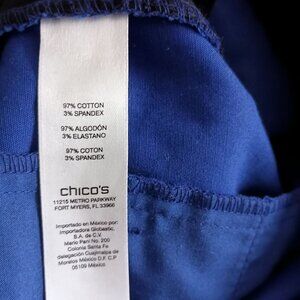 97% COTTON
3% SPANDEX
97% ALGODÓN
3% ELASTANO
97% COTON
3% SPANDEX
chico's
11215 METRO PARKWAY
FORT MYERS, FL 33966
Importado en México por:
Importadora Globastic,
S.A. de C.V.
Mario Pani No. 200
Colonia Santa Fe
delegación Cuajimalpa de
Morelos México D.F. C.P
05109 México